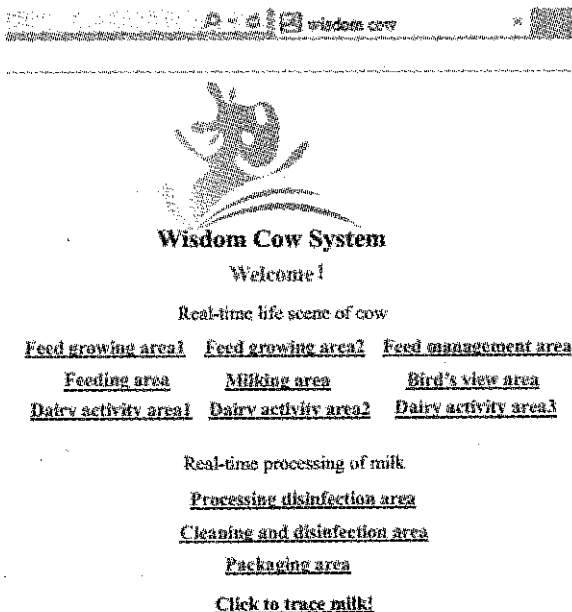 wisdom cow
Wisdom Cow System
Welcome!
Real-time life scene of cow
Feed growing area1 Feed growing area2 Feed management area
Feeding area Milking area Bird's view area
Dairy activity area1 Dairy activity area2 Dairy activity area3
Real-time processing of milk
Processing disinfection area
Cleaning and disinfection area
Packaging area
Click to trace milk!